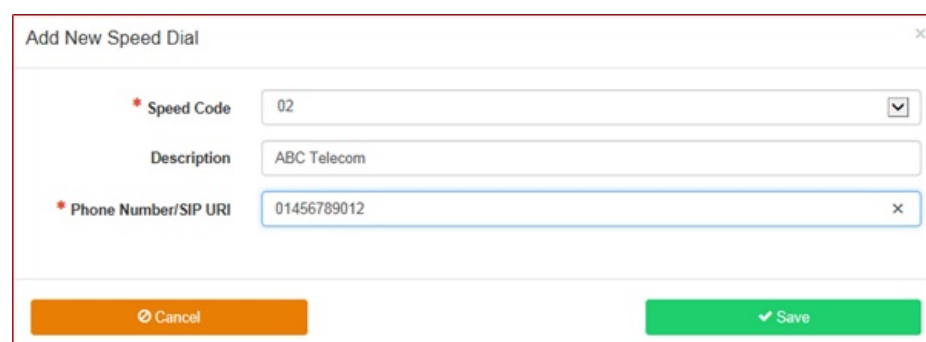 Add New Speed Dial ×
* Speed Code 02
Description ABC Telecom
* Phone Number/SIP URI 01456789012 ×
Cancel Save